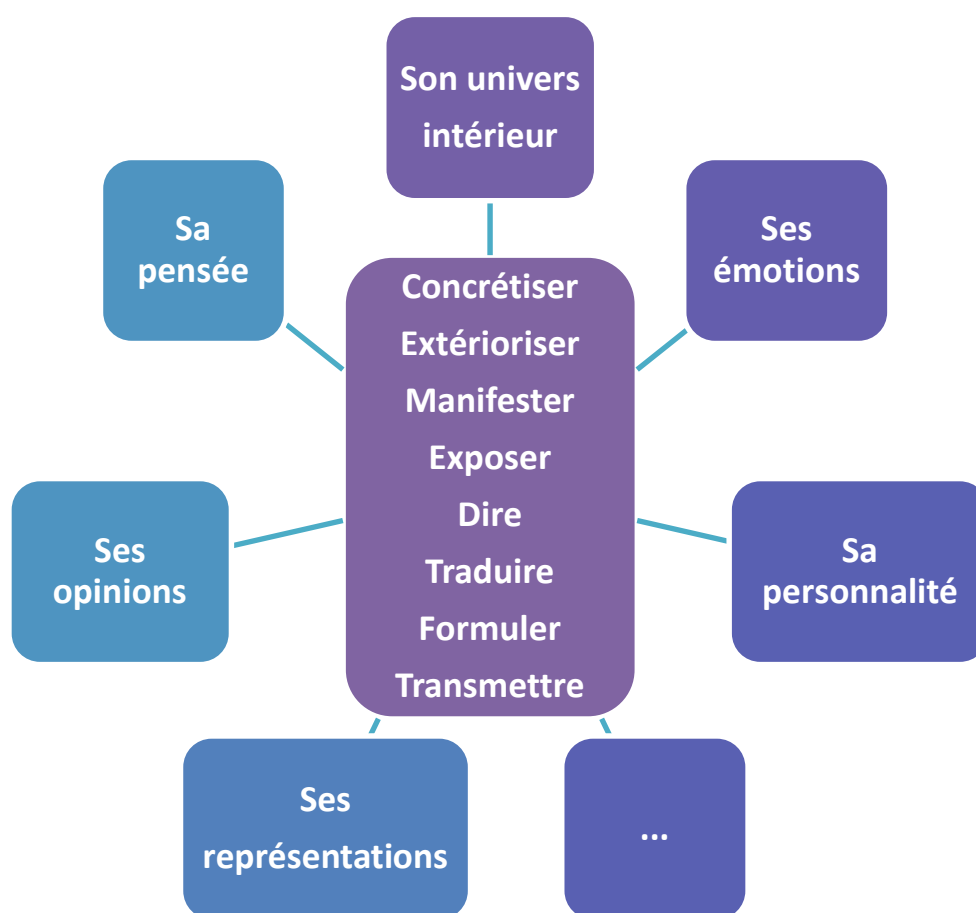 Son univers
intérieur
Sa
pensée
Ses
émotions
Concrétiser
Extérioriser
Manifester
Exposer
Dire
Traduire
Formuler
Transmettre
Ses
opinions
Sa
personnalité
Ses
représentations
...